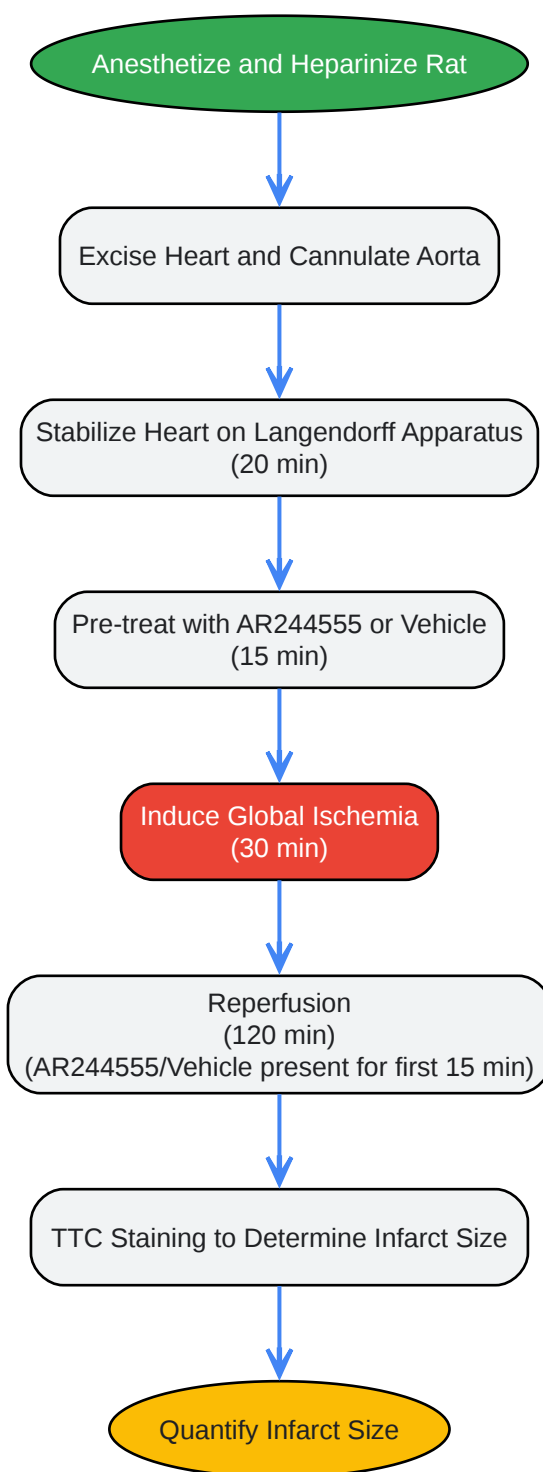 Anesthetize and Heparinize Rat
Excise Heart and Cannulate Aorta
Stabilize Heart on Langendorff Apparatus
(20 min)
Pre-treat with AR244555 or Vehicle
(15 min)
Induce Global Ischemia
(30 min)
Reperfusion
(120 min)
(AR244555/Vehicle present for first 15 min)
TTC Staining to Determine Infarct Size
Quantify Infarct Size